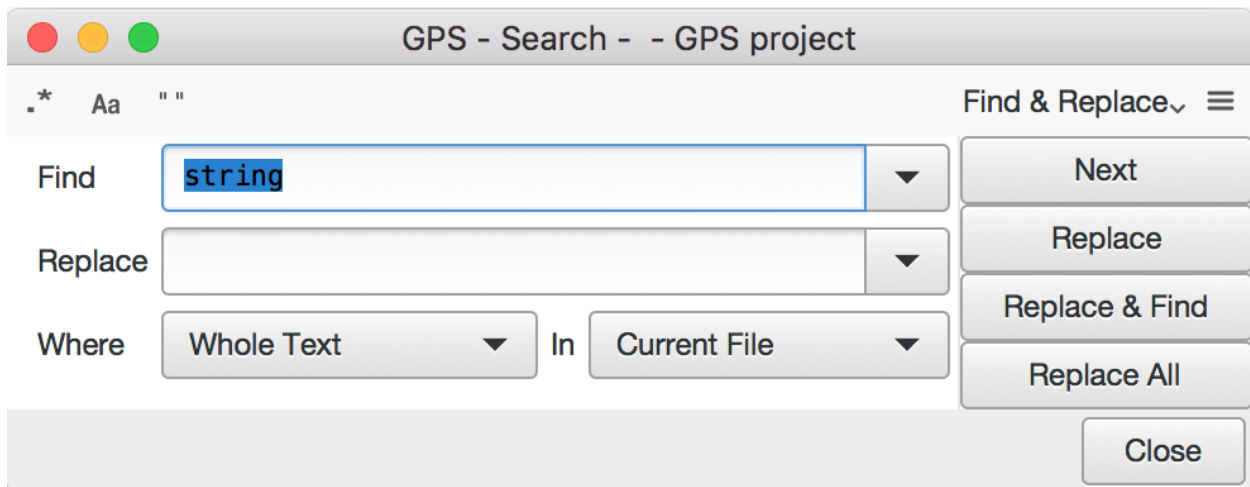 GPS - Search -  - GPS project
.* Aa " " Find & Replace
Find string Next
Replace Replace
Replace & Find
Where Whole Text In Current File
Replace All
Close